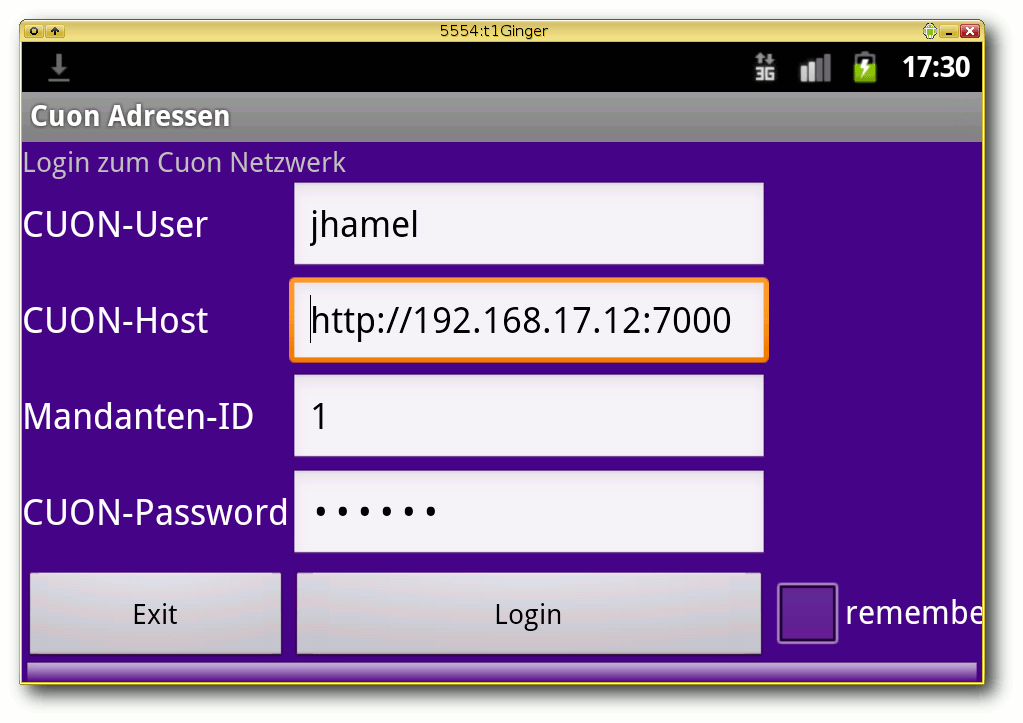 5554:t1Ginger
3G 17:30
Cuon Adressen
Login zum Cuon Netzwerk
CUON-User jhamel
CUON-Host http://192.168.17.12:7000
Mandanten-ID 1
CUON-Password ••••••
Exit Login remembe